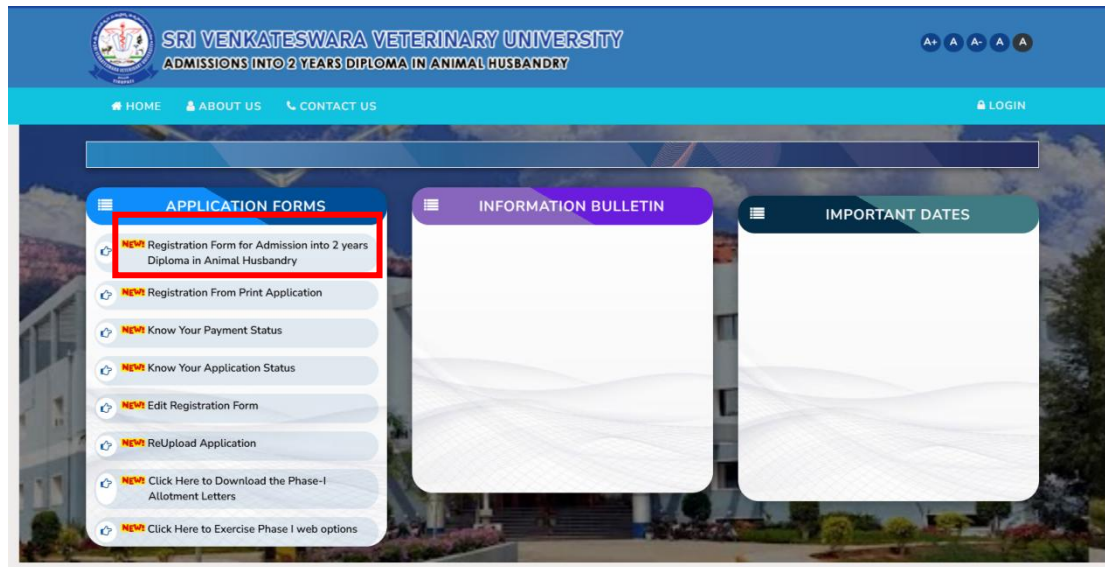 SRI VENKATESWARA VETERINARY UNIVERSITY
ADMISSIONS INTO 2 YEARS DIPLOMA IN ANIMAL HUSBANDRY
A+ A A- A A
HOME ABOUT US CONTACT US LOGIN
APPLICATION FORMS
NEW! Registration Form for Admission into 2 years
Diploma in Animal Husbandry
NEW! Registration From Print Application
NEW! Know Your Payment Status
NEW! Know Your Application Status
NEW! Edit Registration Form
NEW! ReUpload Application
NEW! Click Here to Download the Phase-I
Allotment Letters
NEW! Click Here to Exercise Phase I web options
INFORMATION BULLETIN
IMPORTANT DATES